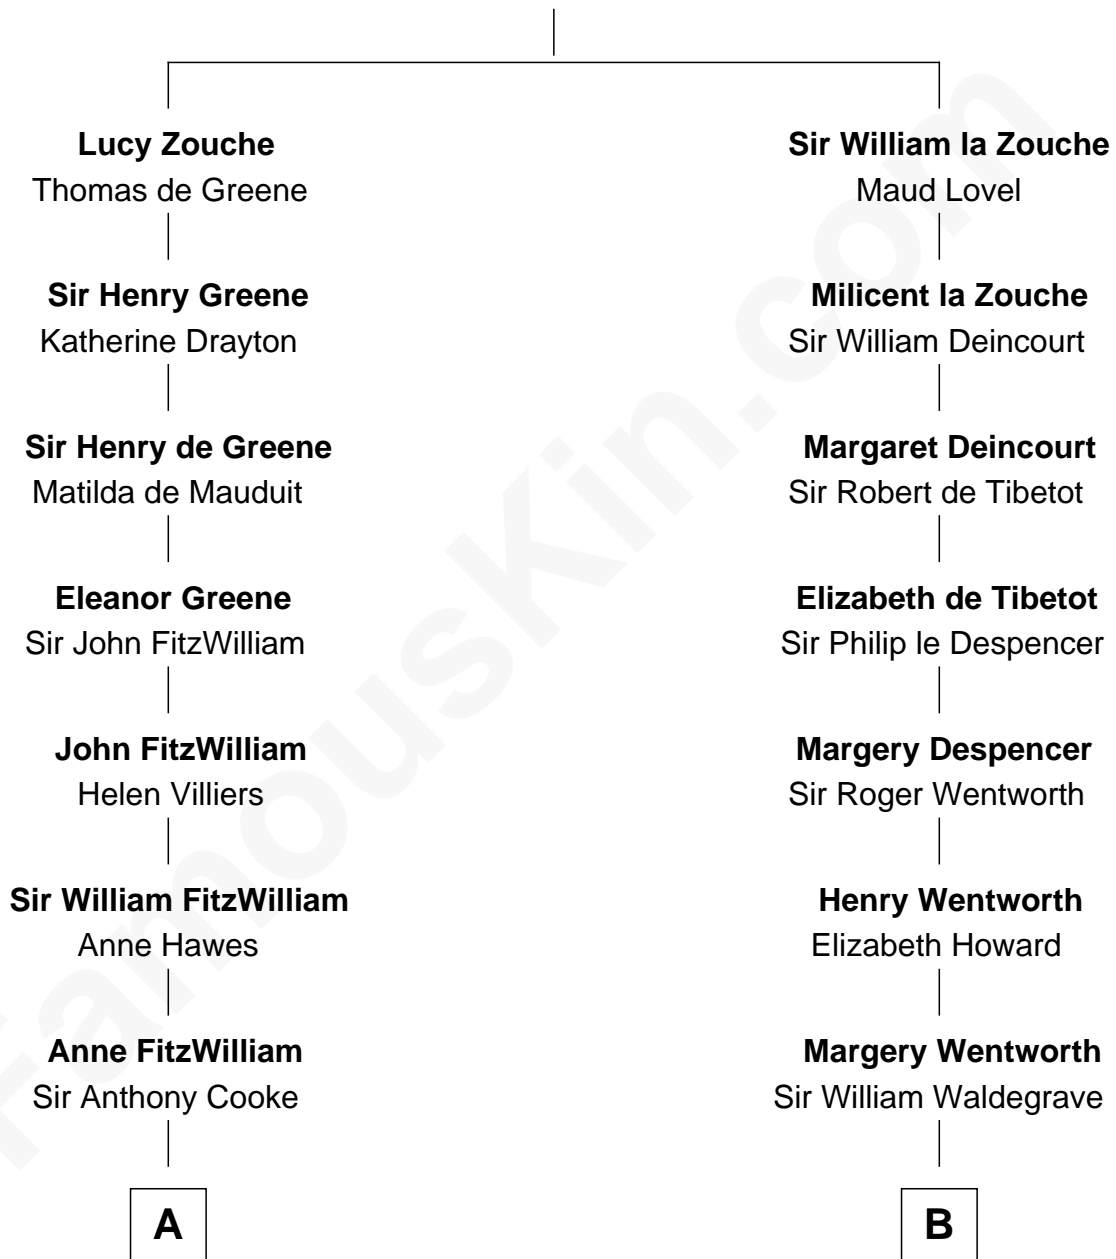 Lucy Zouche
Thomas de Greene
Sir Henry Greene
Katherine Drayton
Sir Henry de Greene
Matilda de Mauduit
Eleanor Greene
Sir John FitzWilliam
John FitzWilliam
Helen Villiers
Sir William FitzWilliam
Anne Hawes
Anne FitzWilliam
Sir Anthony Cooke
A
Sir William la Zouche
Maud Lovel
Milicent la Zouche
Sir William Deincourt
Margaret Deincourt
Sir Robert de Tibetot
Elizabeth de Tibetot
Sir Philip le Despencer
Margery Despencer
Sir Roger Wentworth
Henry Wentworth
Elizabeth Howard
Margery Wentworth
Sir William Waldegrave
B
FamousKin.com